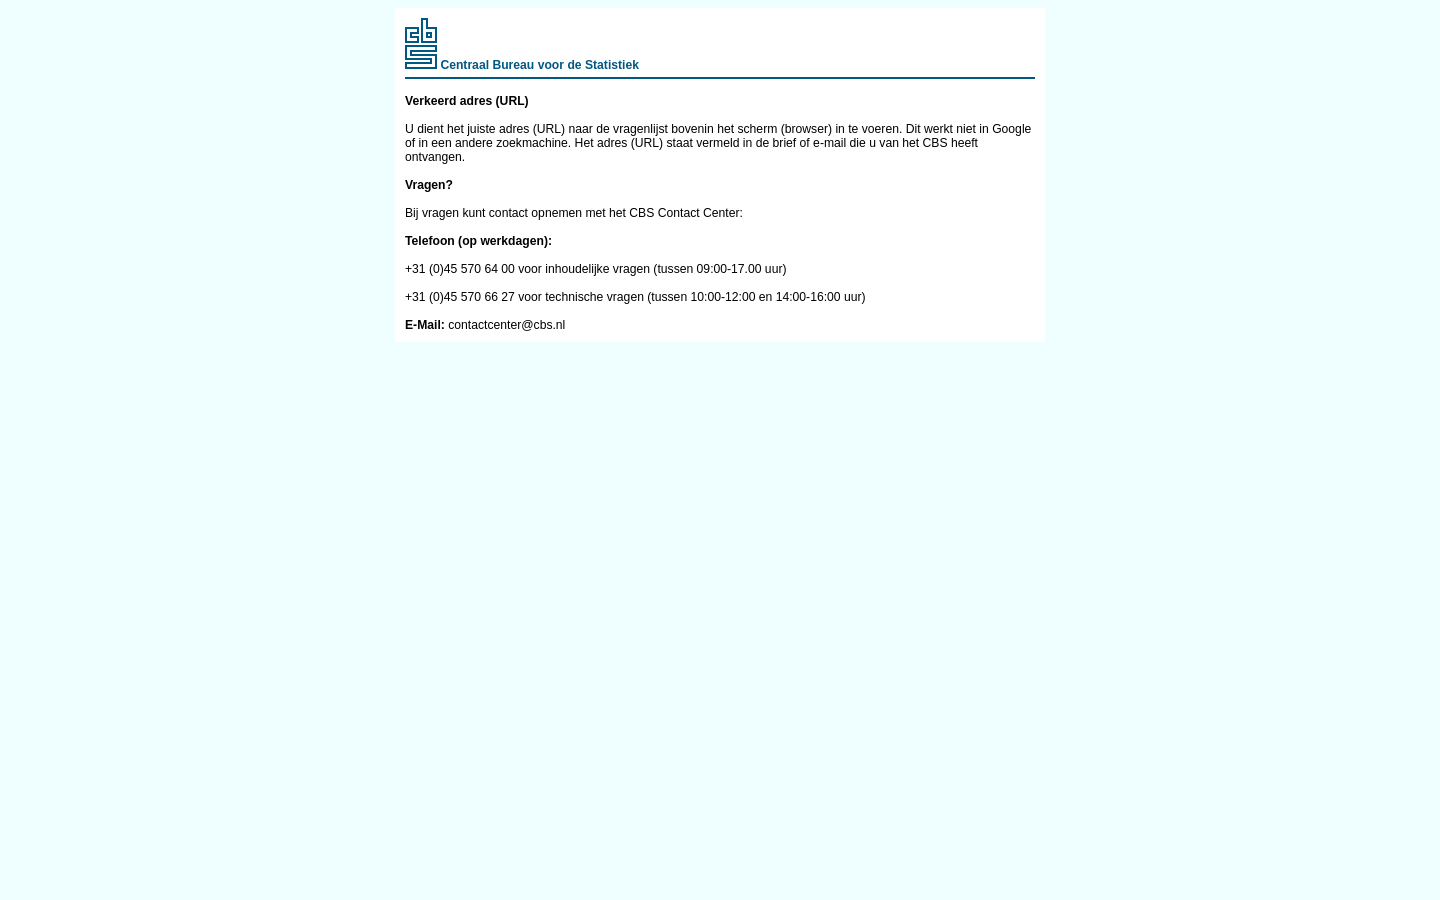 cbs
Centraal Bureau voor de Statistiek
Verkeerd adres (URL)
U dient het juiste adres (URL) naar de vragenlijst bovenin het scherm (browser) in te voeren. Dit werkt niet in Google
of in een andere zoekmachine. Het adres (URL) staat vermeld in de brief of e-mail die u van het CBS heeft
ontvangen.
Vragen?
Bij vragen kunt contact opnemen met het CBS Contact Center:
Telefoon (op werkdagen):
+31 (0)45 570 64 00 voor inhoudelijke vragen (tussen 09:00-17.00 uur)
+31 (0)45 570 66 27 voor technische vragen (tussen 10:00-12:00 en 14:00-16:00 uur)
E-Mail: contactcenter@cbs.nl